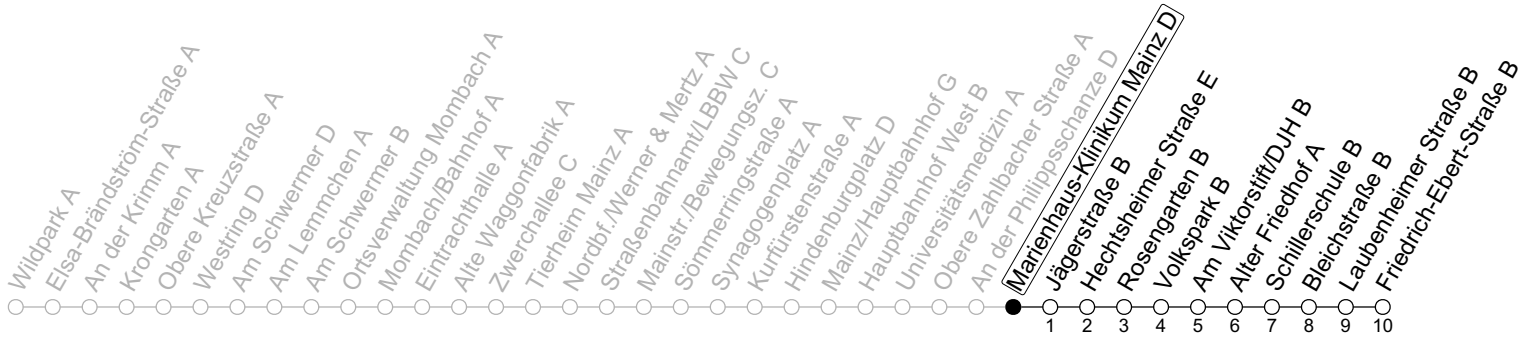 Wildpark A
Elsa-Brändström-Straße A
An der Krimm A
Krongarten A
Obere Kreuzstraße A
Westring D
Am Schwermer D
Am Lemmchen A
Am Schwermer B
Ortsverwaltung Mombach A
Mombach/Bahnhof A
Eintrachthalle A
Alte Waggonfabrik A
Zwerchallee C
Tierheim Mainz A
Nordbf./Werner & Mertz A
Straßenbahnamt/LBBW C
Mainstr./Bewegungsz. C
Sömmerringstraße A
Synagogenplatz A
Kurfürstenstraße A
Hindenburgplatz D
Mainz/Hauptbahnhof G
Hauptbahnhof West B
Universitätsmedizin A
Obere Zahlbacher Straße A
An der Philippsschanze D
Marienhaus-Klinikum Mainz D
Jägerstraße B
Hechtsheimer Straße E
Rosengarten B
Volkspark B
Am Viktorstift/DJH B
Alter Friedhof A
Schillerschule B
Bleichstraße B
Laubenheimer Straße B
Friedrich-Ebert-Straße B
1 2 3 4 5 6 7 8 9 10